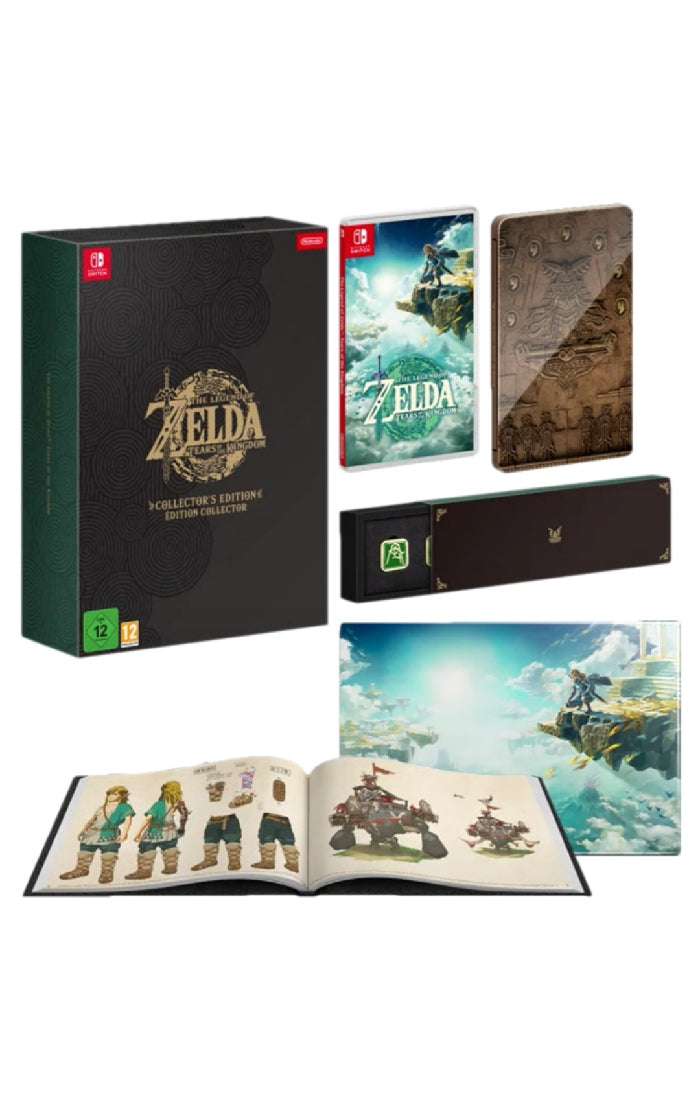 NINTENDO
SWITCH
Nintendo
THE LEGEND OF
ZELDA
TEARS OF THE KINGDOM
COLLECTOR'S EDITION
ÉDITION COLLECTOR
12
12
NINTENDO
SWITCH
THE LEGEND OF
ZELDA
TEARS OF THE KINGDOM